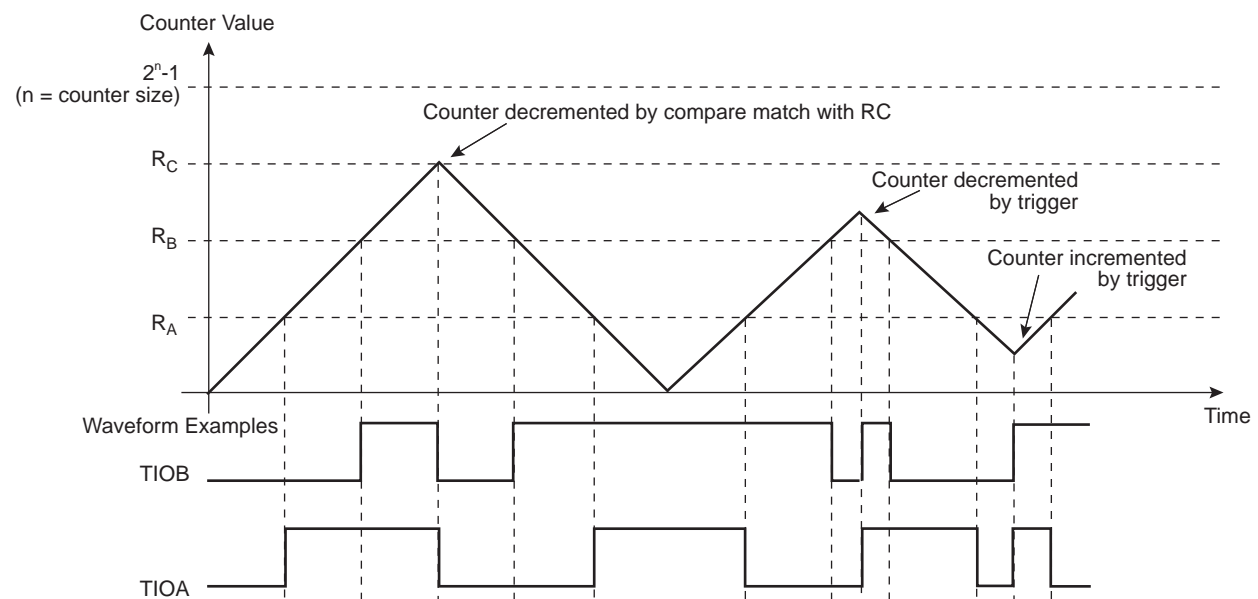 Counter Value
2ⁿ-1
(n = counter size)
Counter decremented by compare match with RC
R_C
Counter decremented
by trigger
R_B
Counter incremented
by trigger
R_A
Time
Waveform Examples
TIOB
TIOA